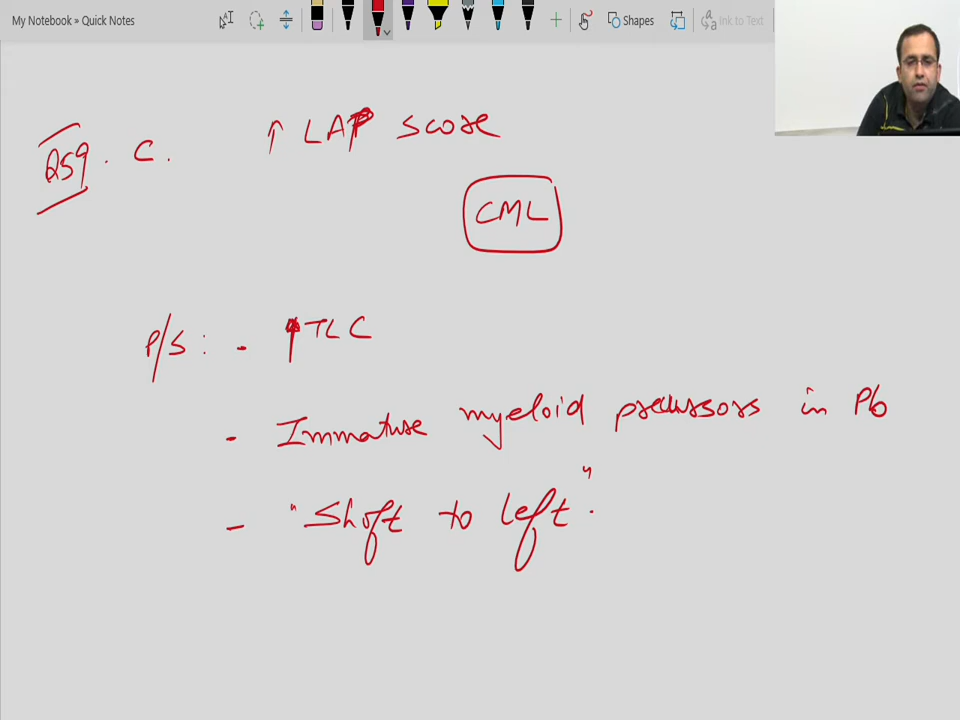 My Notebook » Quick Notes
Shapes
Ink to Text
Q59. C. ↑ LAP score
CML
P/S : - ↑TLC
- Immature myeloid precussors in Pb
- "Shift to left".